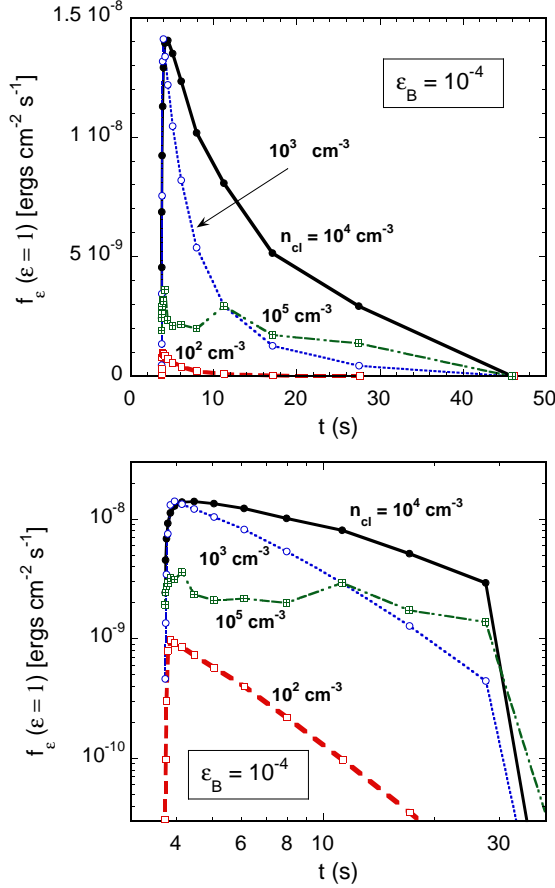 1.5 10⁻⁸
1 10⁻⁸
5 10⁻⁹
0
f_ε (ε = 1) [ergs cm⁻² s⁻¹]
ε_B = 10⁻⁴
10³ cm⁻³
n_cl = 10⁴ cm⁻³
10⁵ cm⁻³
10² cm⁻³
0 10 20 30 40 50
t (s)
10⁻⁸
10⁻⁹
10⁻¹⁰
f_ε (ε = 1) [ergs cm⁻² s⁻¹]
n_cl = 10⁴ cm⁻³
10³ cm⁻³
10⁵ cm⁻³
10² cm⁻³
ε_B = 10⁻⁴
4 6 8 10 30
t (s)